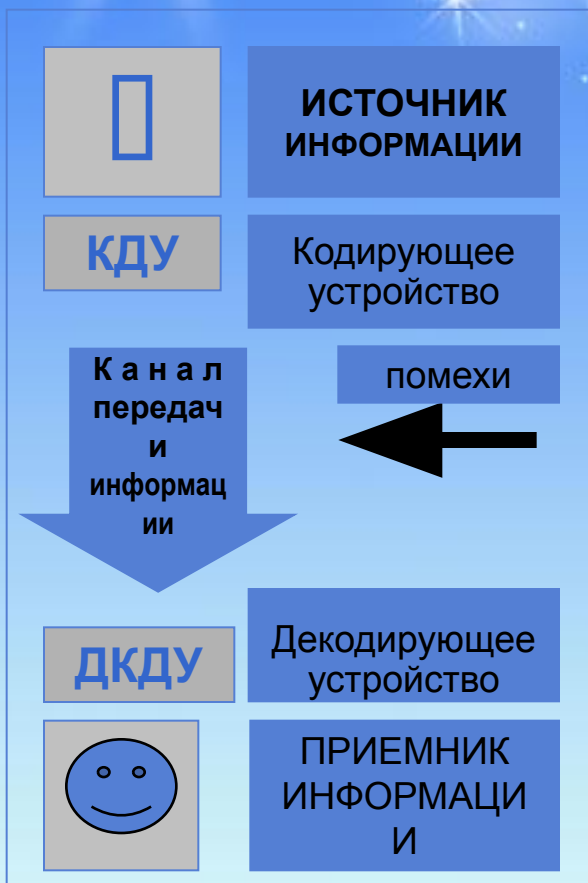 ИСТОЧНИК
ИНФОРМАЦИИ
КДУ
Кодирующее
устройство
К а н а л
передач
и
информац
ии
помехи
ДКДУ
Декодирующее
устройство
ПРИЕМНИК
ИНФОРМАЦИ
И